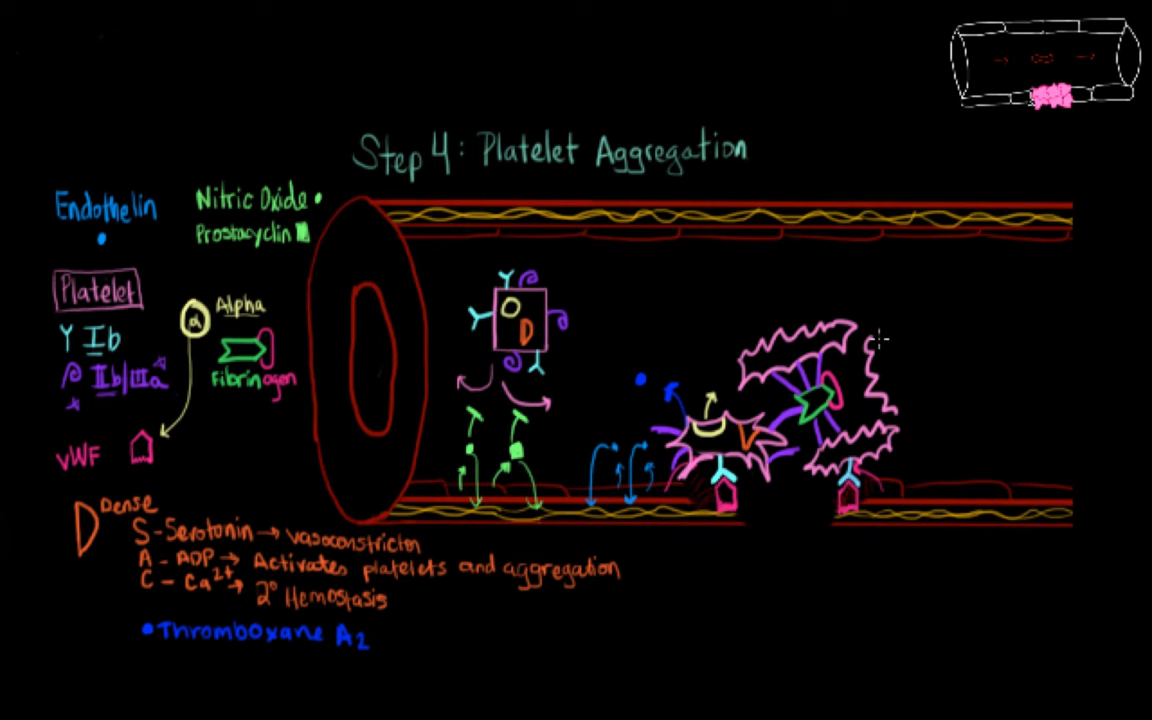 Step 4: Platelet Aggregation
Endothelin
Nitric Oxide
Prostacyclin
Platelet
a
Alpha
Ib
IIb/IIIa
Fibrinogen
vWF
D
D
Dense
S - Serotonin → vasoconstriction
A - ADP → Activates platelets and aggregation
C - Ca2+ → 2° Hemostasis
Thromboxane A2